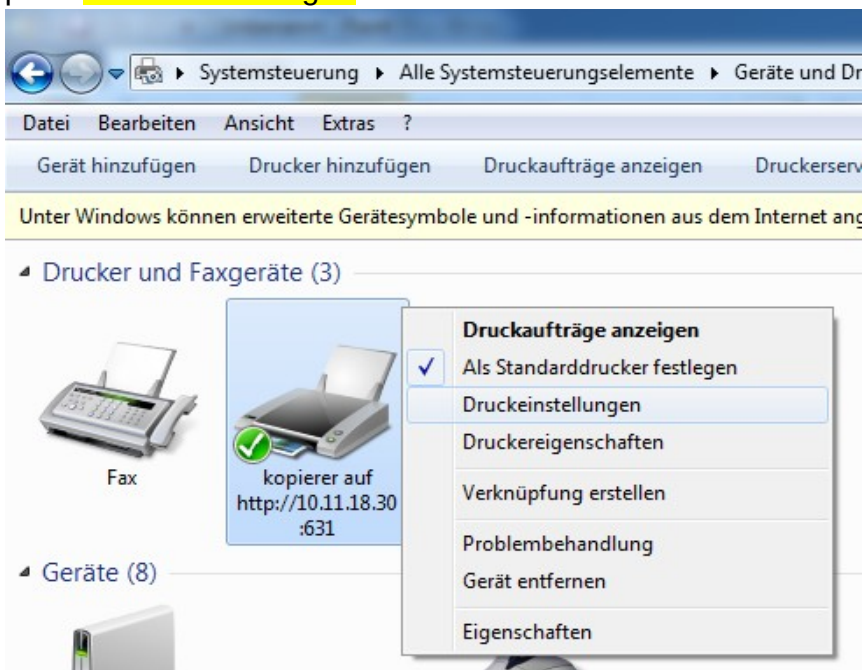 Systemsteuerung ▸ Alle Systemsteuerungselemente ▸ Geräte und Dr
Datei Bearbeiten Ansicht Extras ?
Gerät hinzufügen Drucker hinzufügen Druckaufträge anzeigen Druckerserv
Unter Windows können erweiterte Gerätesymbole und -informationen aus dem Internet ang
Drucker und Faxgeräte (3)
Druckaufträge anzeigen
Als Standarddrucker festlegen
Druckeinstellungen
Druckereigenschaften
Verknüpfung erstellen
Problembehandlung
Gerät entfernen
Eigenschaften
Fax
kopierer auf
http://10.11.18.30
:631
Geräte (8)